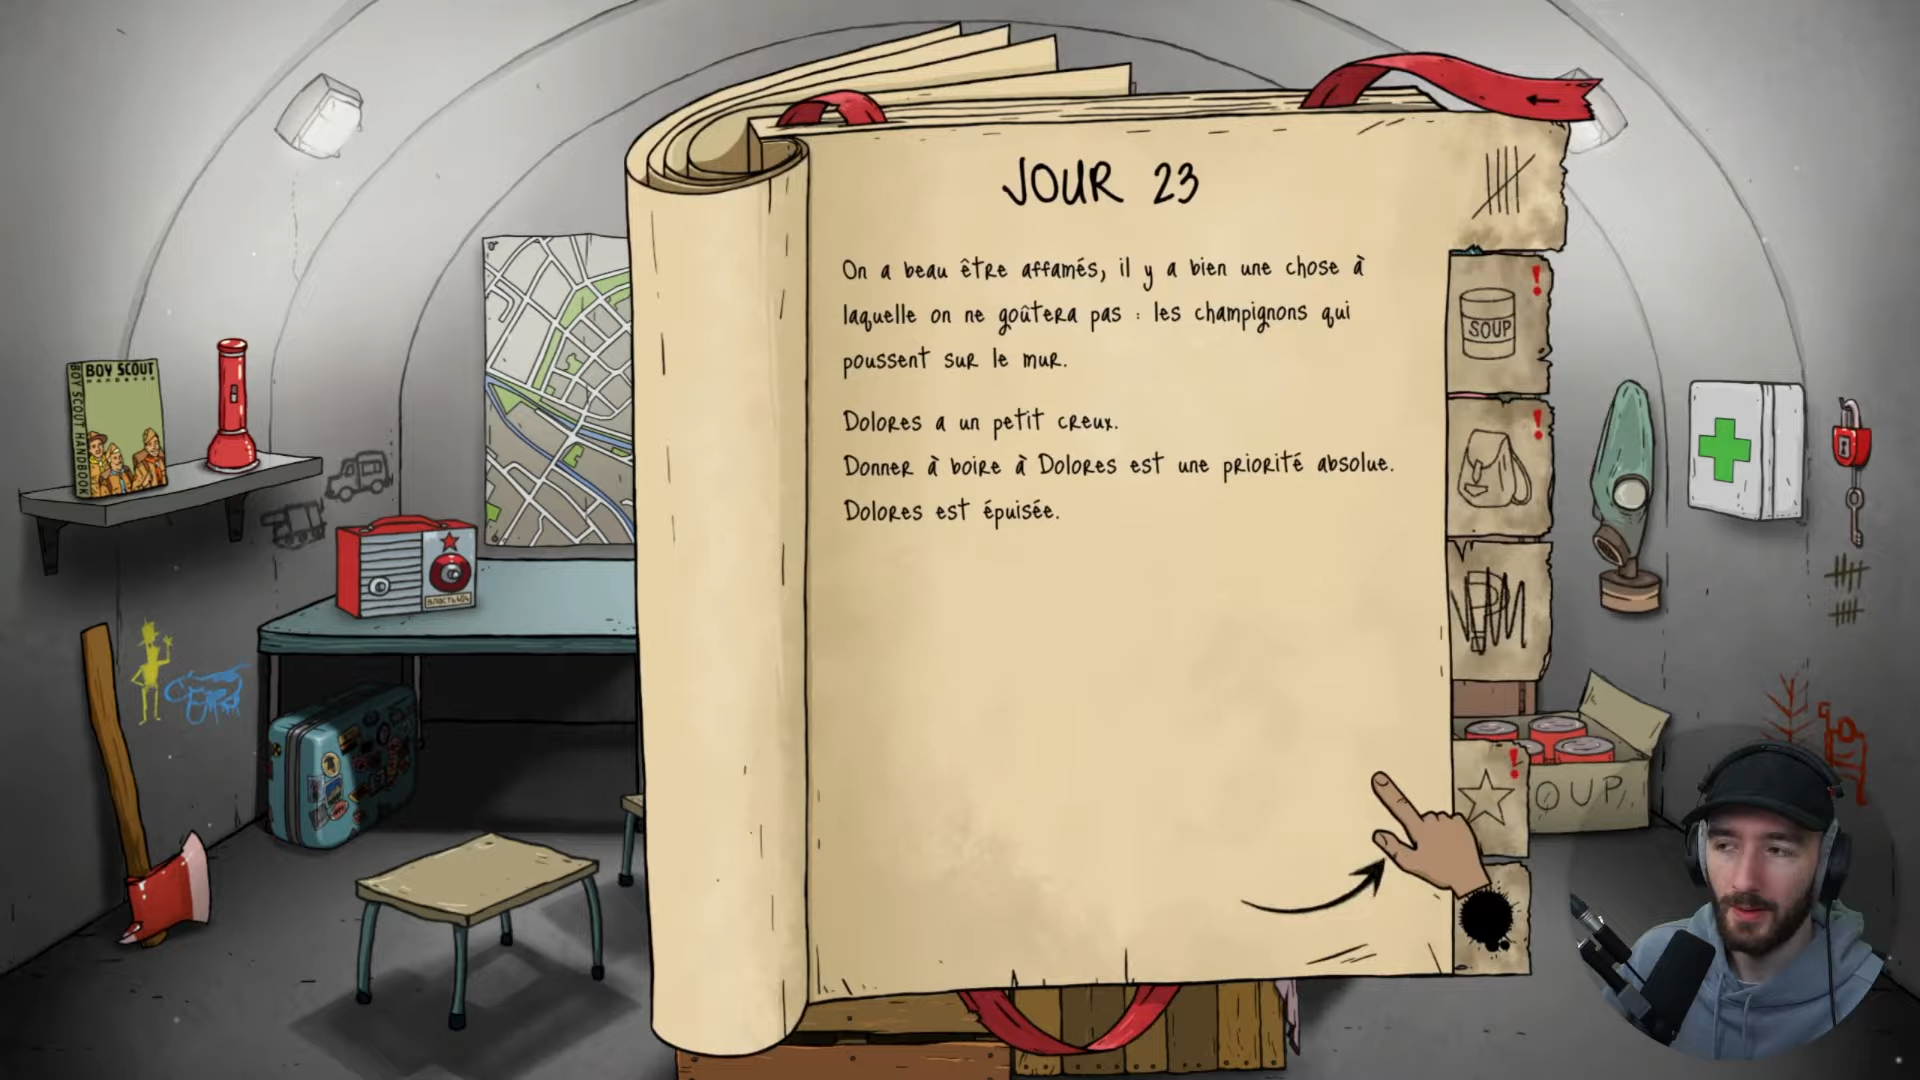 JOUR 23
On a beau être affamés, il y a bien une chose à
laquelle on ne goûtera pas : les champignons qui
poussent sur le mur.
Dolores a un petit creux.
Donner à boire à Dolores est une priorité absolue.
Dolores est épuisée.
BOY SCOUT
HANDBOOK
BOY SCOUT HANDBOOK
SOUP
OUP